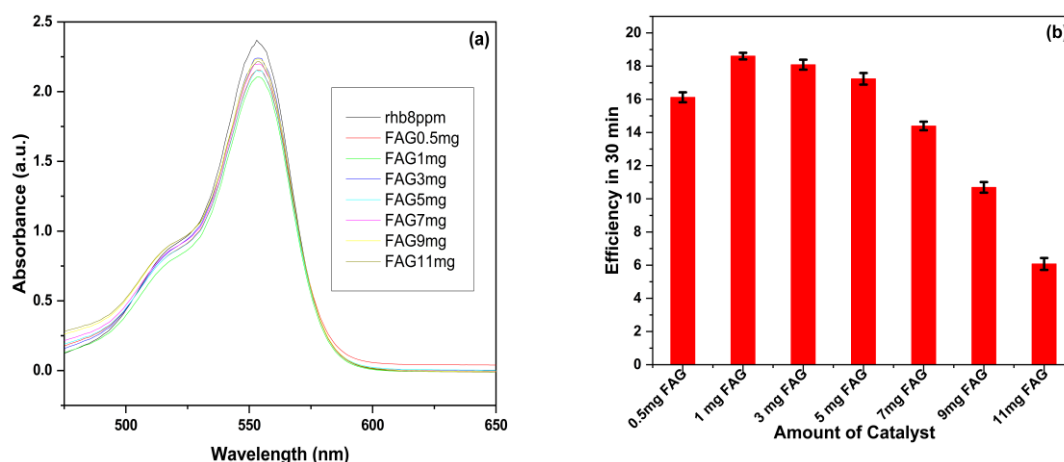 (a)
2.5
2.0
1.5
1.0
0.5
0.0
Absorbance (a.u.)
rhb8ppm
FAG0.5mg
FAG1mg
FAG3mg
FAG5mg
FAG7mg
FAG9mg
FAG11mg
500 550 600 650
Wavelength (nm)
(b)
20
18
16
14
12
10
8
6
4
2
0
Efficiency in 30 min
0.5mg FAG
1 mg FAG
3 mg FAG
5 mg FAG
7mg FAG
9mg FAG
11mg FAG
Amount of Catalyst